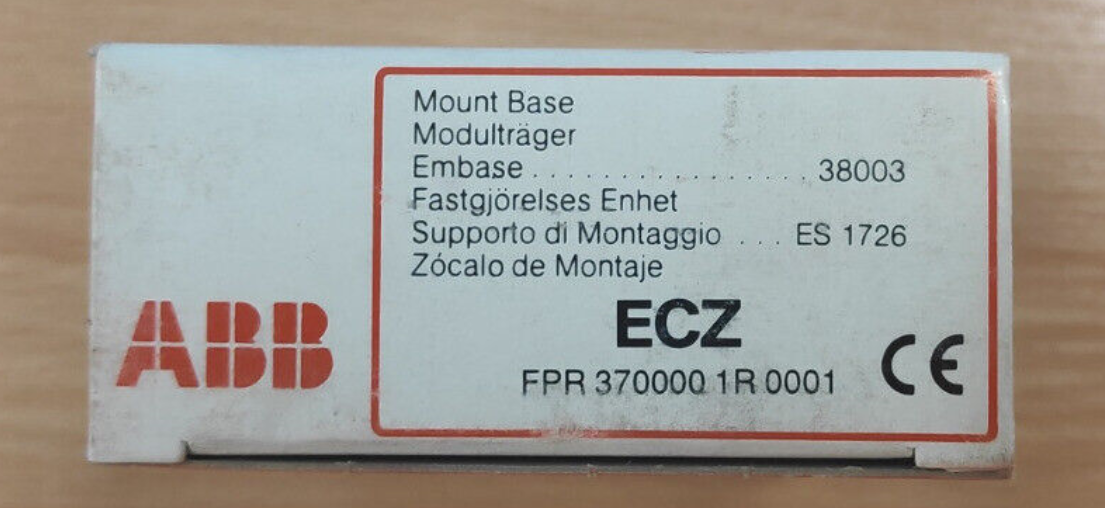 Mount Base
Modulträger
Embase . . . . . . . . . . . . . . . . 38003
Fastgjörelses Enhet
Supporto di Montaggio . . . ES 1726
Zócalo de Montaje
ECZ
FPR 370000 1R 0001
CE
ABB